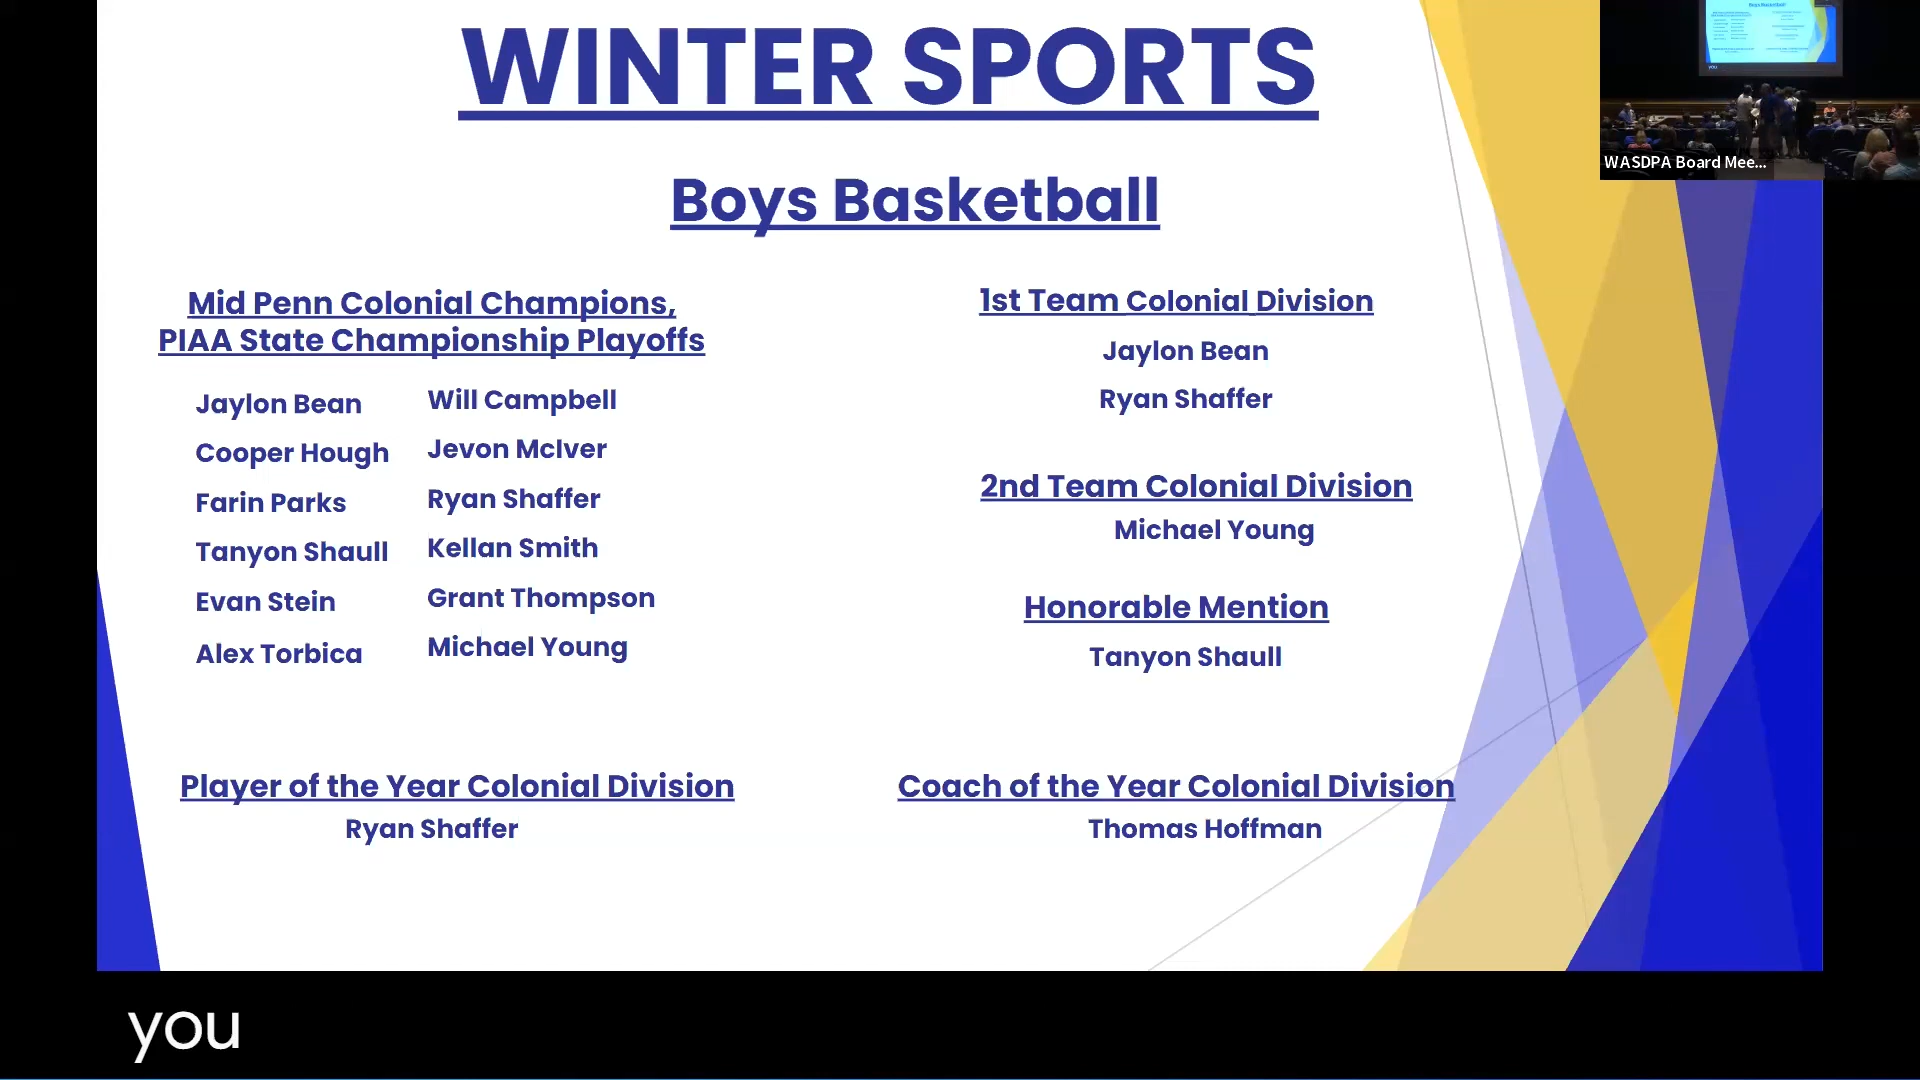 WINTER SPORTS
Boys Basketball
Mid Penn Colonial Champions,
PIAA State Championship Playoffs
Jaylon Bean
Cooper Hough
Farin Parks
Tanyon Shaull
Evan Stein
Alex Torbica
Will Campbell
Jevon McIver
Ryan Shaffer
Kellan Smith
Grant Thompson
Michael Young
1st Team Colonial Division
Jaylon Bean
Ryan Shaffer
2nd Team Colonial Division
Michael Young
Honorable Mention
Tanyon Shaull
Player of the Year Colonial Division
Ryan Shaffer
Coach of the Year Colonial Division
Thomas Hoffman
Boys Basketball
you
WASDPA Board Mee...
you